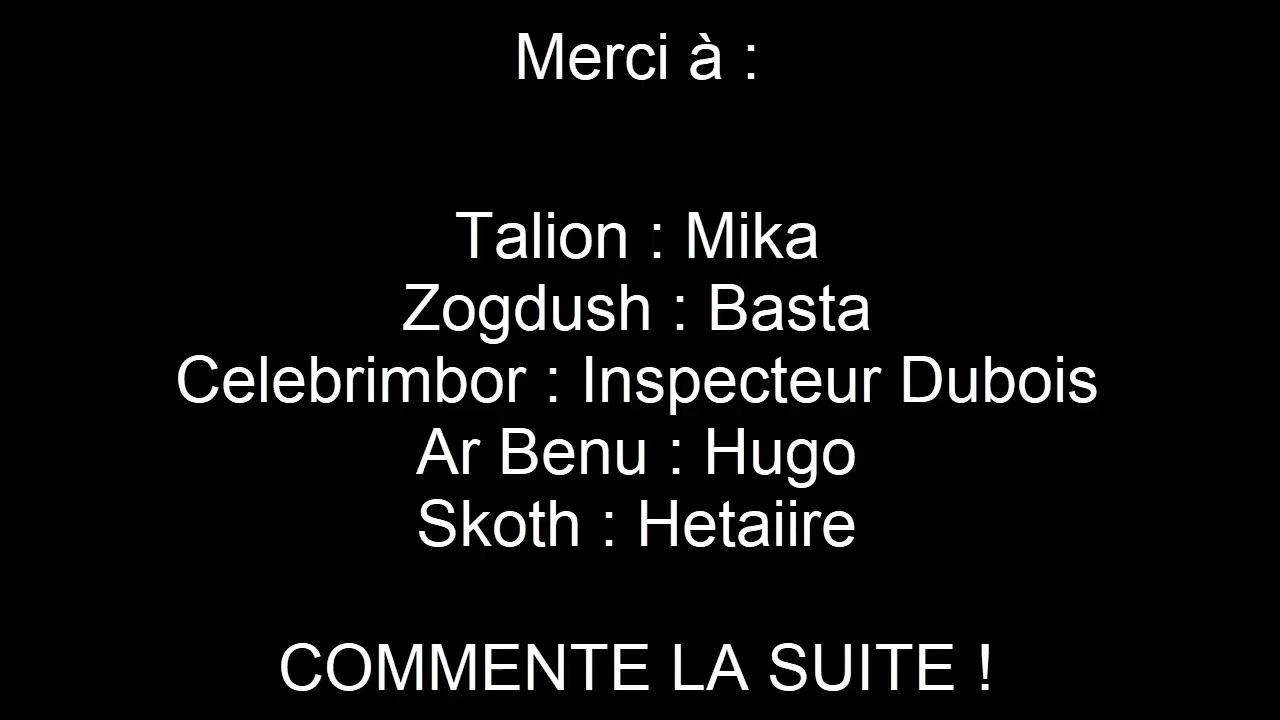 Merci à :
Talion : Mika
Zogdush : Basta
Celebrimbor : Inspecteur Dubois
Ar Benu : Hugo
Skoth : Hetaiire
COMMENTE LA SUITE !